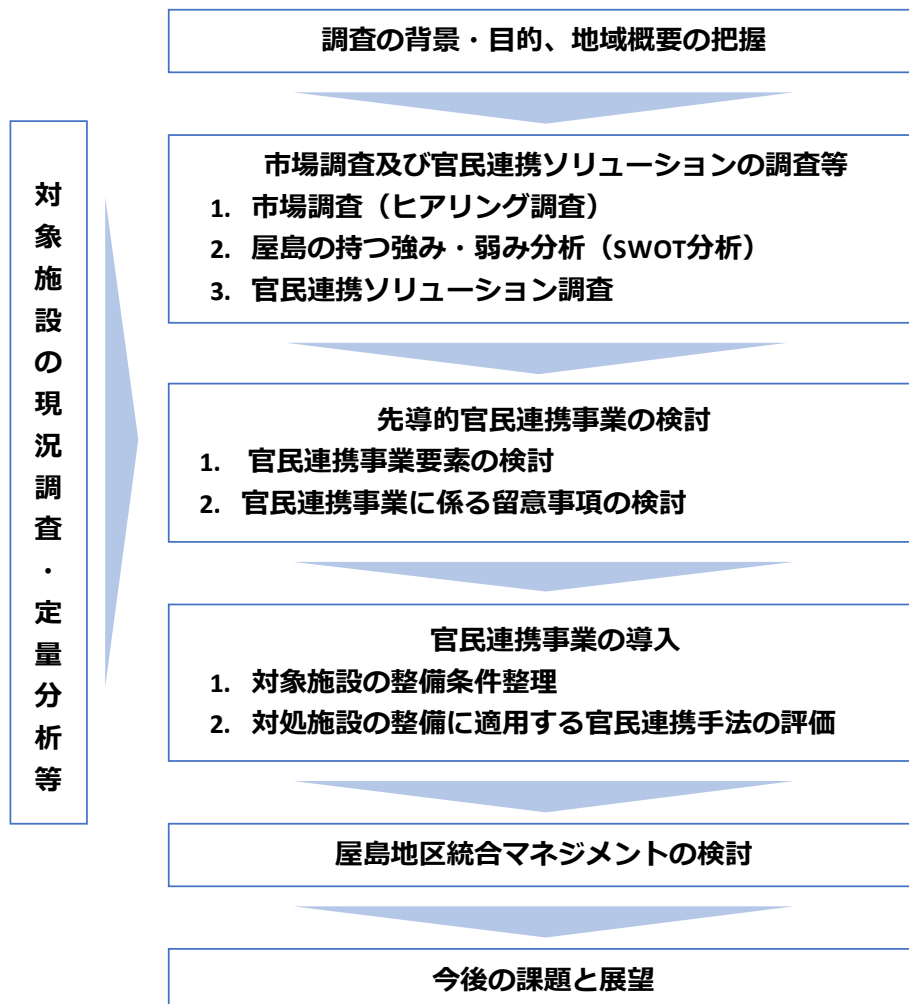 調査の背景・目的、地域概要の把握
対象施設の現況調査・定量分析等
市場調査及び官民連携ソリューションの調査等
1. 市場調査（ヒアリング調査）
2. 屋島の持つ強み・弱み分析（SWOT分析）
3. 官民連携ソリューション調査
先導的官民連携事業の検討
1. 官民連携事業要素の検討
2. 官民連携事業に係る留意事項の検討
官民連携事業の導入
1. 対象施設の整備条件整理
2. 対処施設の整備に適用する官民連携手法の評価
屋島地区統合マネジメントの検討
今後の課題と展望